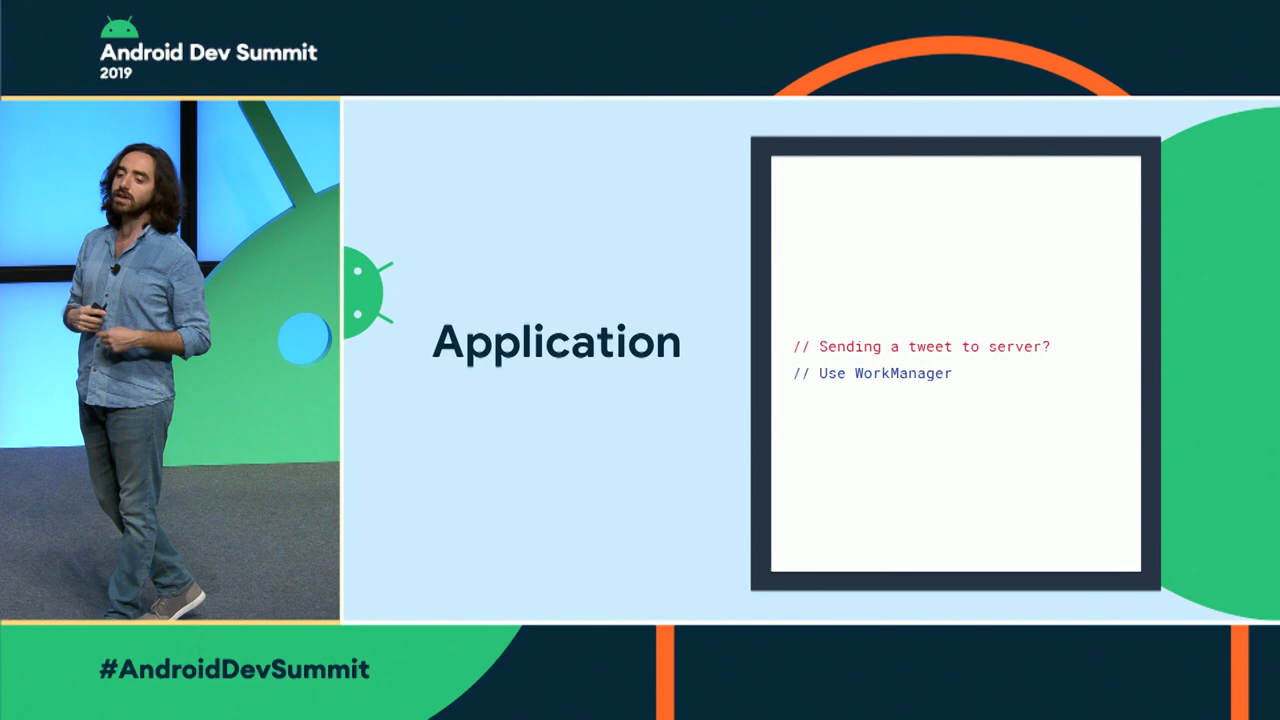 Android Dev Summit
2019
Application
// Sending a tweet to server?
// Use WorkManager
#AndroidDevSummit